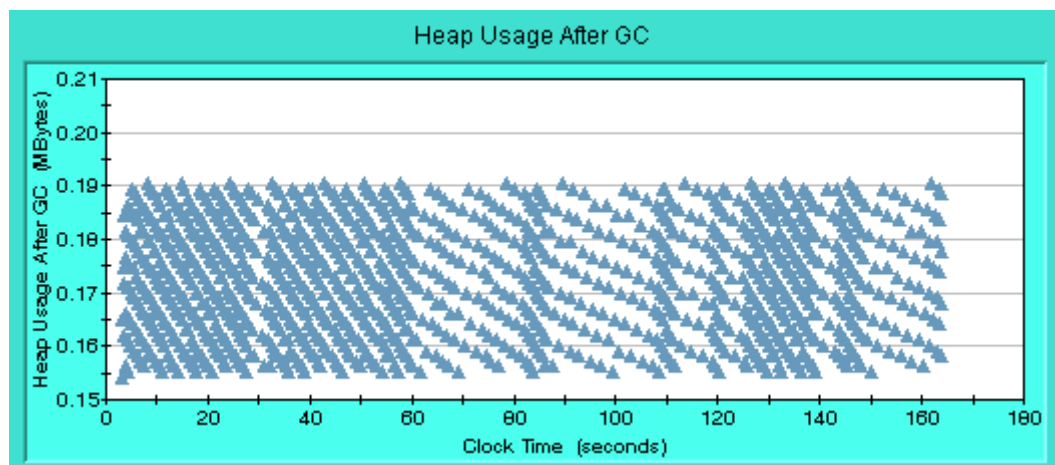 Heap Usage After GC
Heap Usage After GC (MBytes)
0.21
0.20
0.19
0.18
0.17
0.16
0.15
0 20 40 60 80 100 120 140 160 180
Clock Time (seconds)